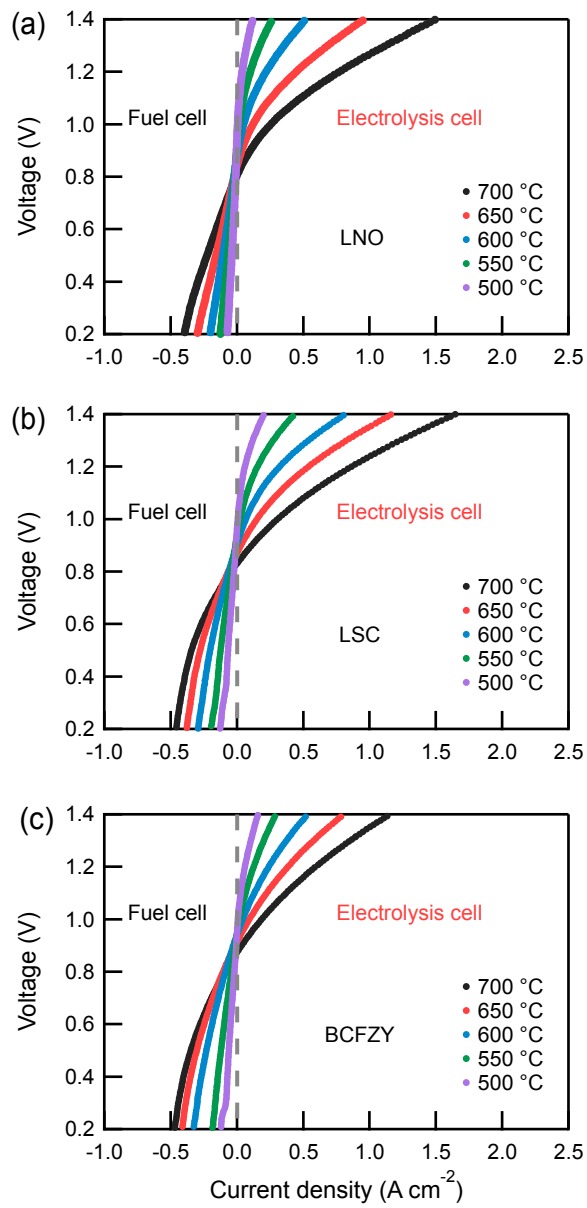 (a)
1.4
1.2
1.0
0.8
0.6
0.4
0.2
Voltage (V)
Fuel cell
Electrolysis cell
700 °C
650 °C
600 °C
550 °C
500 °C
LNO
-1.0 -0.5 0.0 0.5 1.0 1.5 2.0 2.5
(b)
1.4
1.2
1.0
0.8
0.6
0.4
0.2
Voltage (V)
Fuel cell
Electrolysis cell
700 °C
650 °C
600 °C
550 °C
500 °C
LSC
-1.0 -0.5 0.0 0.5 1.0 1.5 2.0 2.5
(c)
1.4
1.2
1.0
0.8
0.6
0.4
0.2
Voltage (V)
Fuel cell
Electrolysis cell
700 °C
650 °C
600 °C
550 °C
500 °C
BCFZY
-1.0 -0.5 0.0 0.5 1.0 1.5 2.0 2.5
Current density (A cm⁻²)